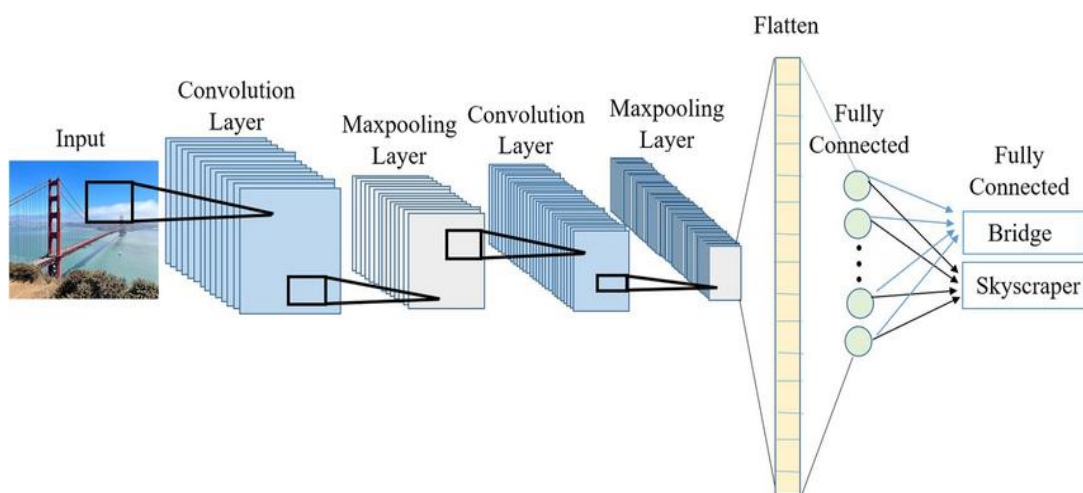 Flatten
Convolution
Layer
Maxpooling
Layer
Fully
Connected
Input
Maxpooling
Layer
Convolution
Layer
Fully
Connected
Bridge
Skyscraper